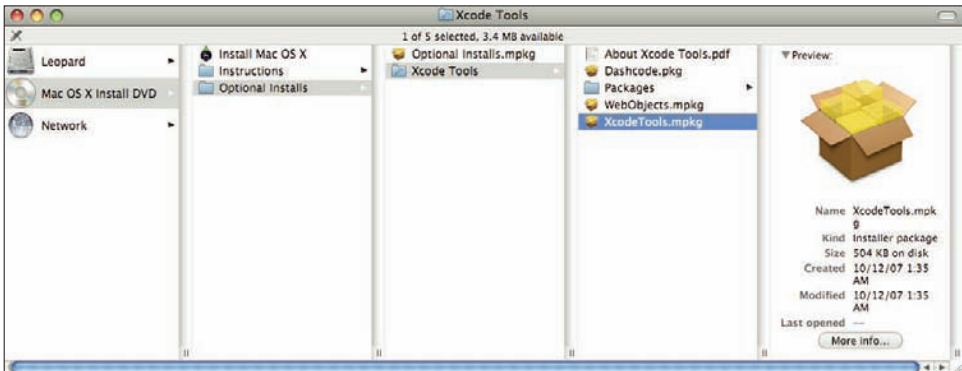 Xcode Tools
1 of 5 selected, 3.4 MB available
Leopard
Mac OS X Install DVD
Network
Install Mac OS X
Instructions
Optional Installs
Optional Installs.mpkg
Xcode Tools
About Xcode Tools.pdf
Dashcode.pkg
Packages
WebObjects.mpkg
XcodeTools.mpkg
Preview:
Name XcodeTools.mpk
g
Kind Installer package
Size 504 KB on disk
Created 10/12/07 1:35
AM
Modified 10/12/07 1:35
AM
Last opened --
More info...